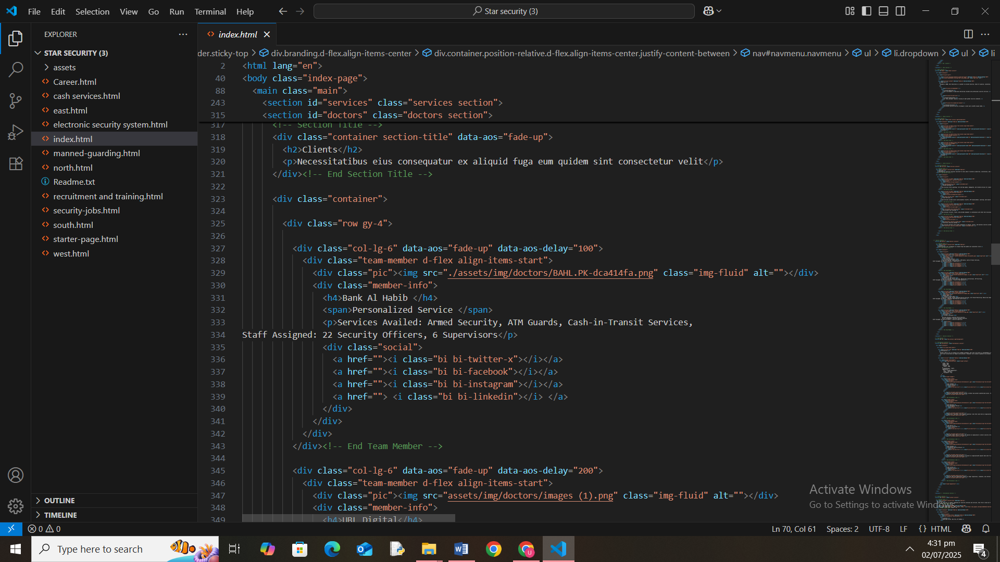 File Edit Selection View Go Run Terminal Help
Star security (3)
EXPLORER
STAR SECURITY (3)
assets
Career.html
cash services.html
east.html
electronic security system.html
index.html
manned-guarding.html
north.html
Readme.txt
recruitment and training.html
security-jobs.html
south.html
starter-page.html
west.html
OUTLINE
TIMELINE
index.html
der.sticky-top > div.branding.d-flex.align-items-center > div.container.position-relative.d-flex.align-items-center.justify-content-between > nav#navmenu.navmenu > ul > li.dropdown > ul > li
2 <html lang="en">
40 <body class="index-page">
88 <main class="main">
243 <section id="services" class="services section">
315 <section id="doctors" class="doctors section">
317 <!-- Section Title -->
318 <div class="container section-title" data-aos="fade-up">
319 <h2>Clients</h2>
320 <p>Necessitatibus eius consequatur ex aliquid fuga eum quidem sint consectetur velit</p>
321 </div><!-- End Section Title -->
322
323 <div class="container">
324
325 <div class="row gy-4">
326
327 <div class="col-lg-6" data-aos="fade-up" data-aos-delay="100">
328 <div class="team-member d-flex align-items-start">
329 <div class="pic"><img src="./assets/img/doctors/BAHL.PK-dca414fa.png" class="img-fluid" alt=""></div>
330 <div class="member-info">
331 <h4>Bank Al Habib </h4>
332 <span>Personalized Service </span>
333 <p>Services Availed: Armed Security, ATM Guards, Cash-in-Transit Services,
334 Staff Assigned: 22 Security Officers, 6 Supervisors</p>
335 <div class="social">
336 <a href=""><i class="bi bi-twitter-x"></i></a>
337 <a href=""><i class="bi bi-facebook"></i></a>
338 <a href=""><i class="bi bi-instagram"></i></a>
339 <a href=""> <i class="bi bi-linkedin"></i> </a>
340 </div>
341 </div>
342 </div>
343 </div><!-- End Team Member -->
344
345 <div class="col-lg-6" data-aos="fade-up" data-aos-delay="200">
346 <div class="team-member d-flex align-items-start">
347 <div class="pic"><img src="assets/img/doctors/images (1).png" class="img-fluid" alt=""></div>
348 <div class="member-info">
349 <h4>UBL Digital</h4>
Activate Windows
Go to Settings to activate Windows.
0 0
Ln 70, Col 61 Spaces: 2 UTF-8 LF {} HTML
Type here to search
4:31 pm
02/07/2025
4